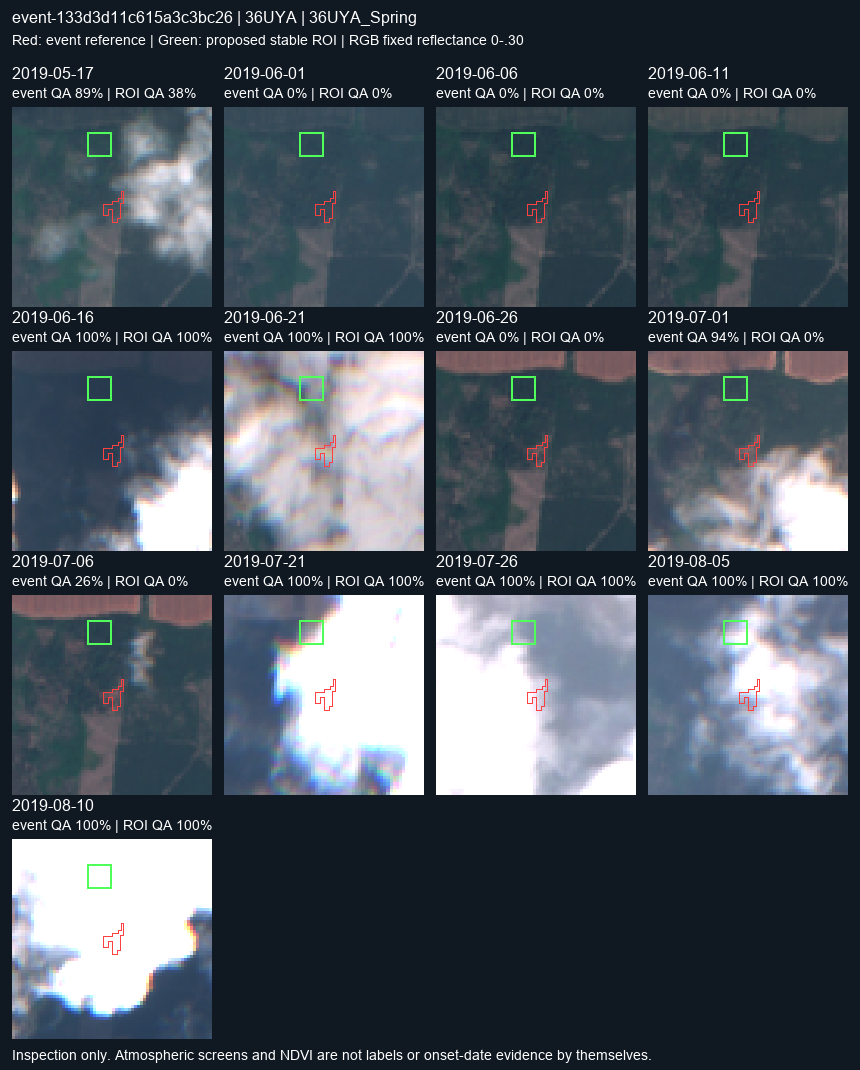 event-133d3d11c615a3c3bc26 | 36UYA | 36UYA_Spring
Red: event reference | Green: proposed stable ROI | RGB fixed reflectance 0-.30
2019-05-17
event QA 89% | ROI QA 38%
2019-06-01
event QA 0% | ROI QA 0%
2019-06-06
event QA 0% | ROI QA 0%
2019-06-11
event QA 0% | ROI QA 0%
2019-06-16
event QA 100% | ROI QA 100%
2019-06-21
event QA 100% | ROI QA 100%
2019-06-26
event QA 0% | ROI QA 0%
2019-07-01
event QA 94% | ROI QA 0%
2019-07-06
event QA 26% | ROI QA 0%
2019-07-21
event QA 100% | ROI QA 100%
2019-07-26
event QA 100% | ROI QA 100%
2019-08-05
event QA 100% | ROI QA 100%
2019-08-10
event QA 100% | ROI QA 100%
Inspection only. Atmospheric screens and NDVI are not labels or onset-date evidence by themselves.